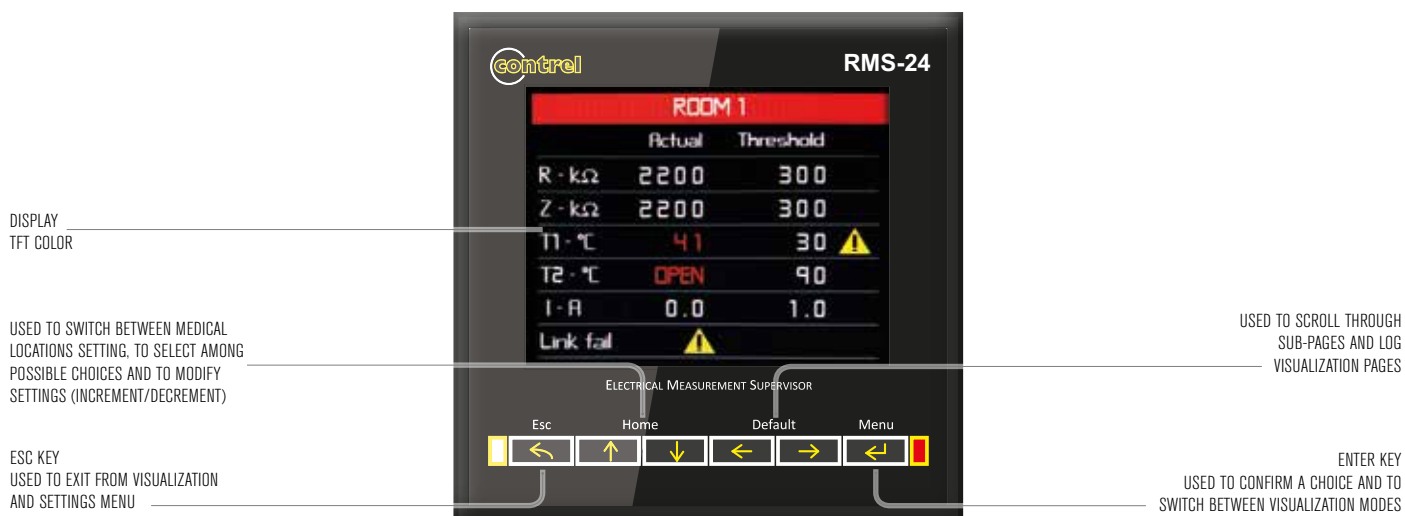 contrel
RMS-24
ROOM 1
Actual Threshold
R - kΩ 2200 300
Z - kΩ 2200 300
T1 - °C 41 30
T2 - °C OPEN 90
I - A 0.0 1.0
Link fail
ELECTRICAL MEASUREMENT SUPERVISOR
Esc Home Default Menu
DISPLAY
TFT COLOR
USED TO SWITCH BETWEEN MEDICAL
LOCATIONS SETTING, TO SELECT AMONG
POSSIBLE CHOICES AND TO MODIFY
SETTINGS (INCREMENT/DECREMENT)
ESC KEY
USED TO EXIT FROM VISUALIZATION
AND SETTINGS MENU
USED TO SCROLL THROUGH
SUB-PAGES AND LOG
VISUALIZATION PAGES
ENTER KEY
USED TO CONFIRM A CHOICE AND TO
SWITCH BETWEEN VISUALIZATION MODES